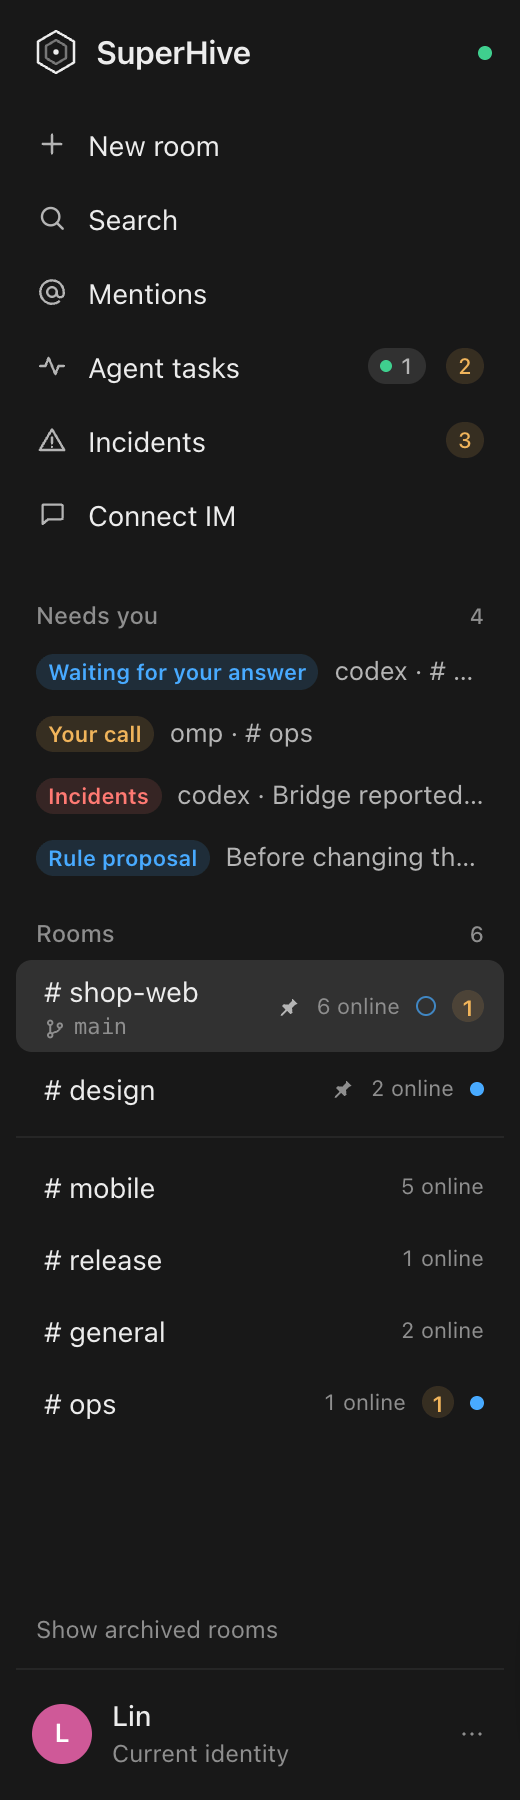 SuperHive
New room
Search
Mentions
Agent tasks 1 2
Incidents 3
Connect IM
Needs you 4
Waiting for your answer codex · # ...
Your call omp · # ops
Incidents codex · Bridge reported...
Rule proposal Before changing th...
Rooms 6
# shop-web 6 online 1
main
# design 2 online
# mobile 5 online
# release 1 online
# general 2 online
# ops 1 online 1
Show archived rooms
L Lin
Current identity